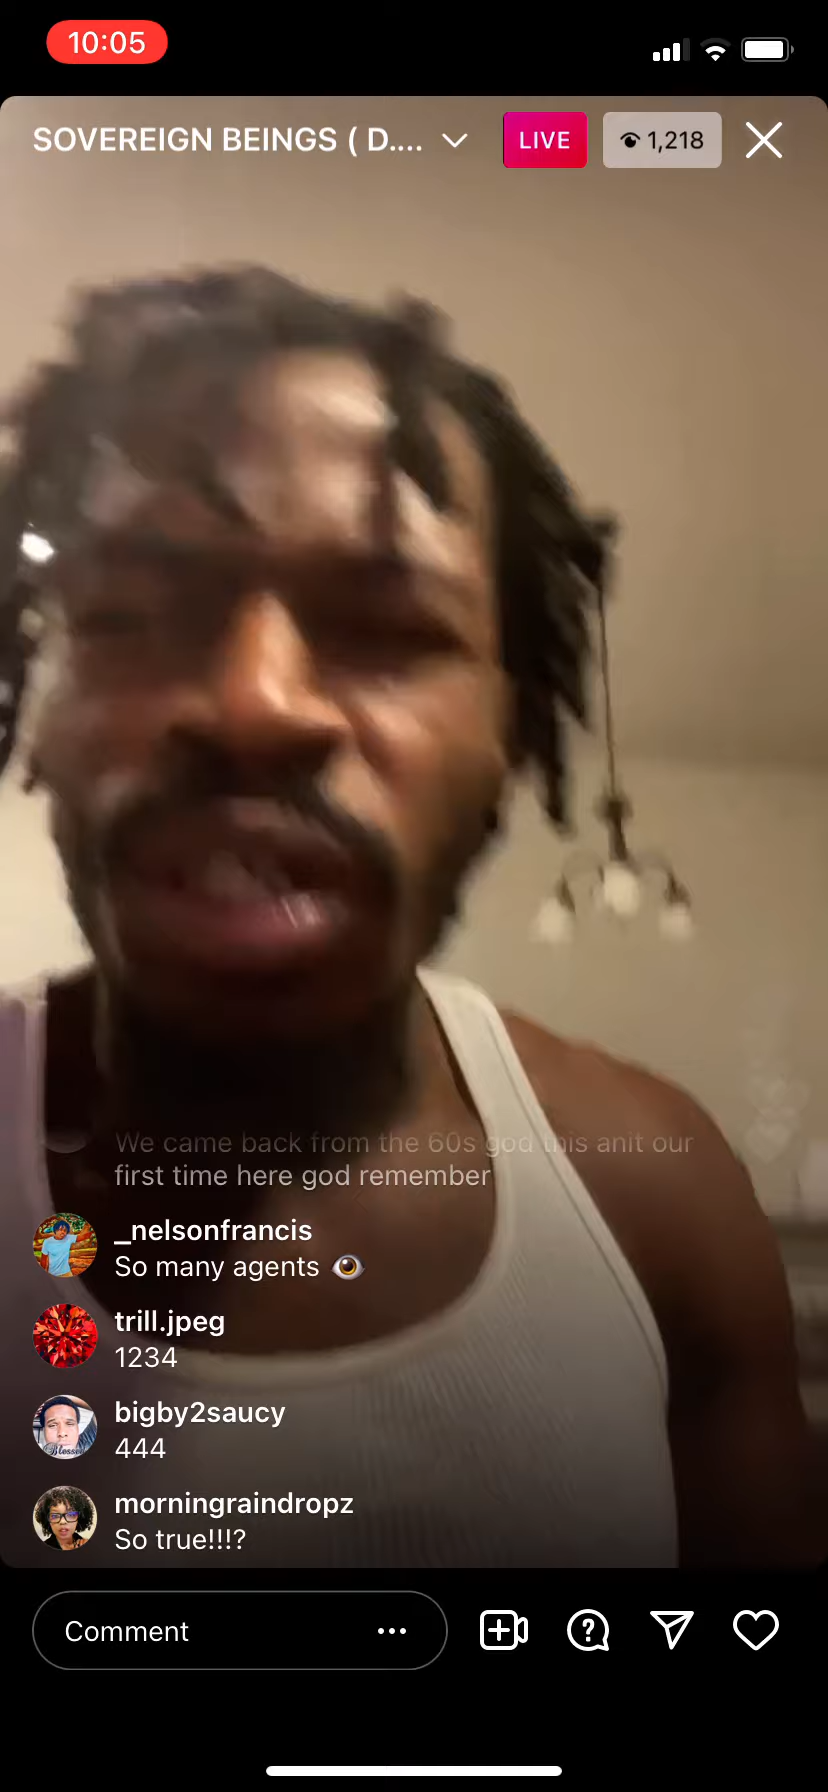 10:05
SOVEREIGN BEINGS ( D....
LIVE
1,218
We came back from the 60s god this anit our
first time here god remember
_nelsonfrancis
So many agents 👁️
trill.jpeg
1234
bigby2saucy
444
morningraindropz
So true!!!?
Comment